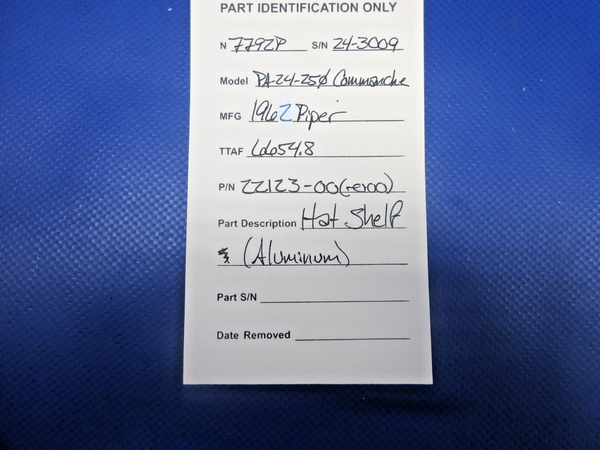 PART IDENTIFICATION ONLY
N 7792P S/N 24-3009
Model PA-24-250 Commanche
MFG 1962 Piper
TTAF 6654.8
P/N 22123-00(-000)
Part Description Hat Shelf
(Aluminum)
Part S/N
Date Removed